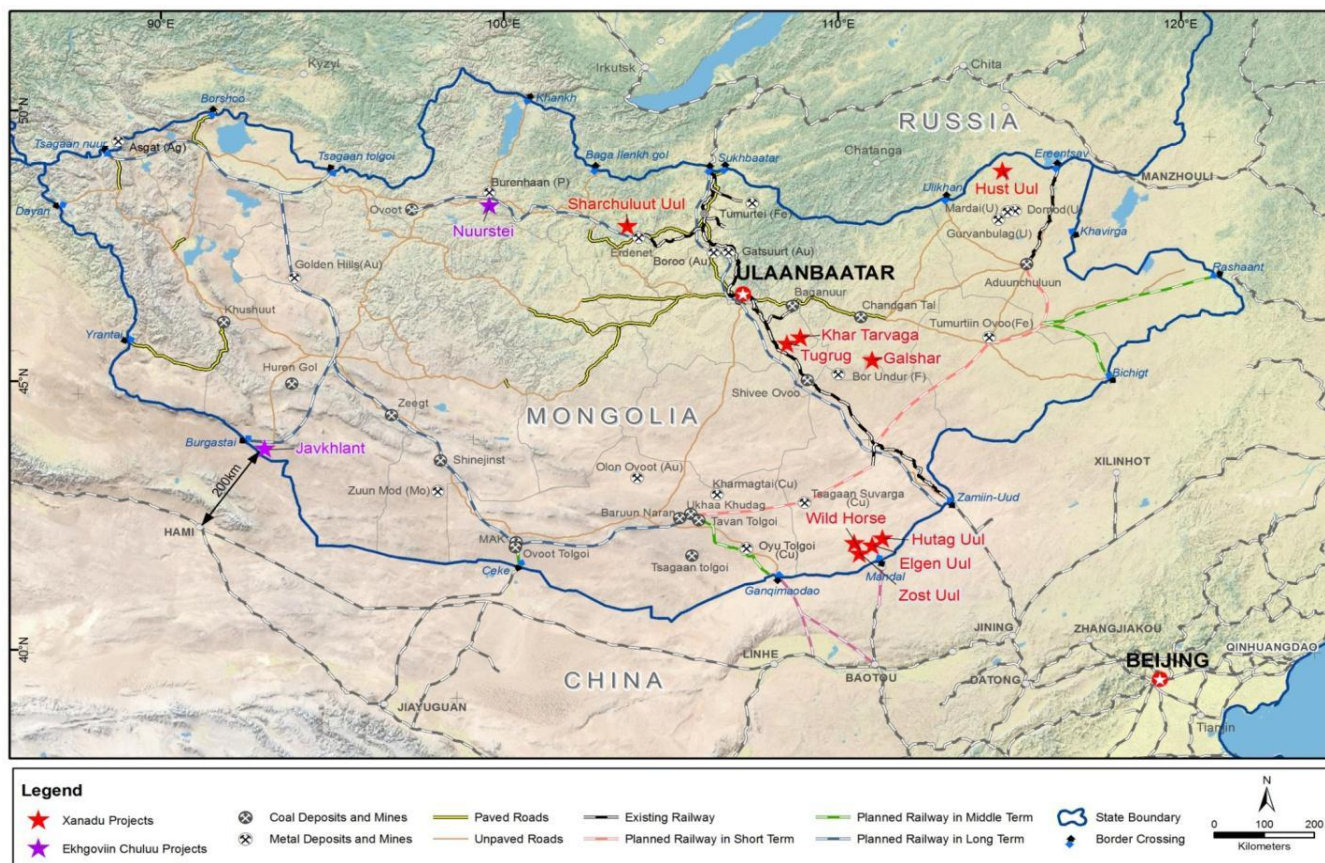 90°E
100°E
110°E
120°E
50°N
45°N
40°N
Kyzyl
Irkutsk
Chita
RUSSIA
Borshoo
Khankh
Tsagaan nuur
Asgat (Ag)
Tsagaan tolgoi
Baga Ilenkh gol
Sukhbaatar
Chatanga
Ereentsav
MANZHOULI
Hust Uul
Ulikhan
Dayan
Burenhaan (P)
Ovoot
Nuurstei
Sharchuluut Uul
Tumurtei (Fe)
Mardai(U)
Dornod(U)
Gurvanbulag(U)
Khavirga
Erdenet
Boroo (Au)
Gatsuurt (Au)
Golden Hills(Au)
ULAANBAATAR
Aduunchuluun
Rashaant
Khushuut
Baganuur
Chandgan Tal
Yrantai
Khar Tarvaga
Tugrug
Galshar
Tumurtiin Ovoo(Fe)
Bor Undur (F)
Bichigt
Huren Gol
Shivee Ovoo
Zeegt
MONGOLIA
Burgastai
Javkhlant
Shinejinst
200km
Zuun Mod (Mo)
Olon Ovoot (Au)
Kharmagtai(Cu)
Ukhaa Khudag
Tsagaan Suvarga
(Cu)
XILINHOT
Zamiin-Uud
Baruun Naran
Tavan Tolgoi
Wild Horse
HAMI
MAK
Ovoot Tolgoi
Oyu Tolgoi
(Cu)
Hutag Uul
Tsagaan tolgoi
Elgen Uul
Ceke
Ganqimaodao
Mandal
Zost Uul
JINING
ZHANGJIAKOU
QINHUANGDAO
LINHE
BAOTOU
DATONG
BEIJING
CHINA
JIAYUGUAN
Tianjin
Legend
Xanadu Projects
Ekhgoviin Chuluu Projects
Coal Deposits and Mines
Metal Deposits and Mines
Paved Roads
Unpaved Roads
Existing Railway
Planned Railway in Short Term
Planned Railway in Middle Term
Planned Railway in Long Term
State Boundary
Border Crossing
N
200 100 0 200
Kilometers